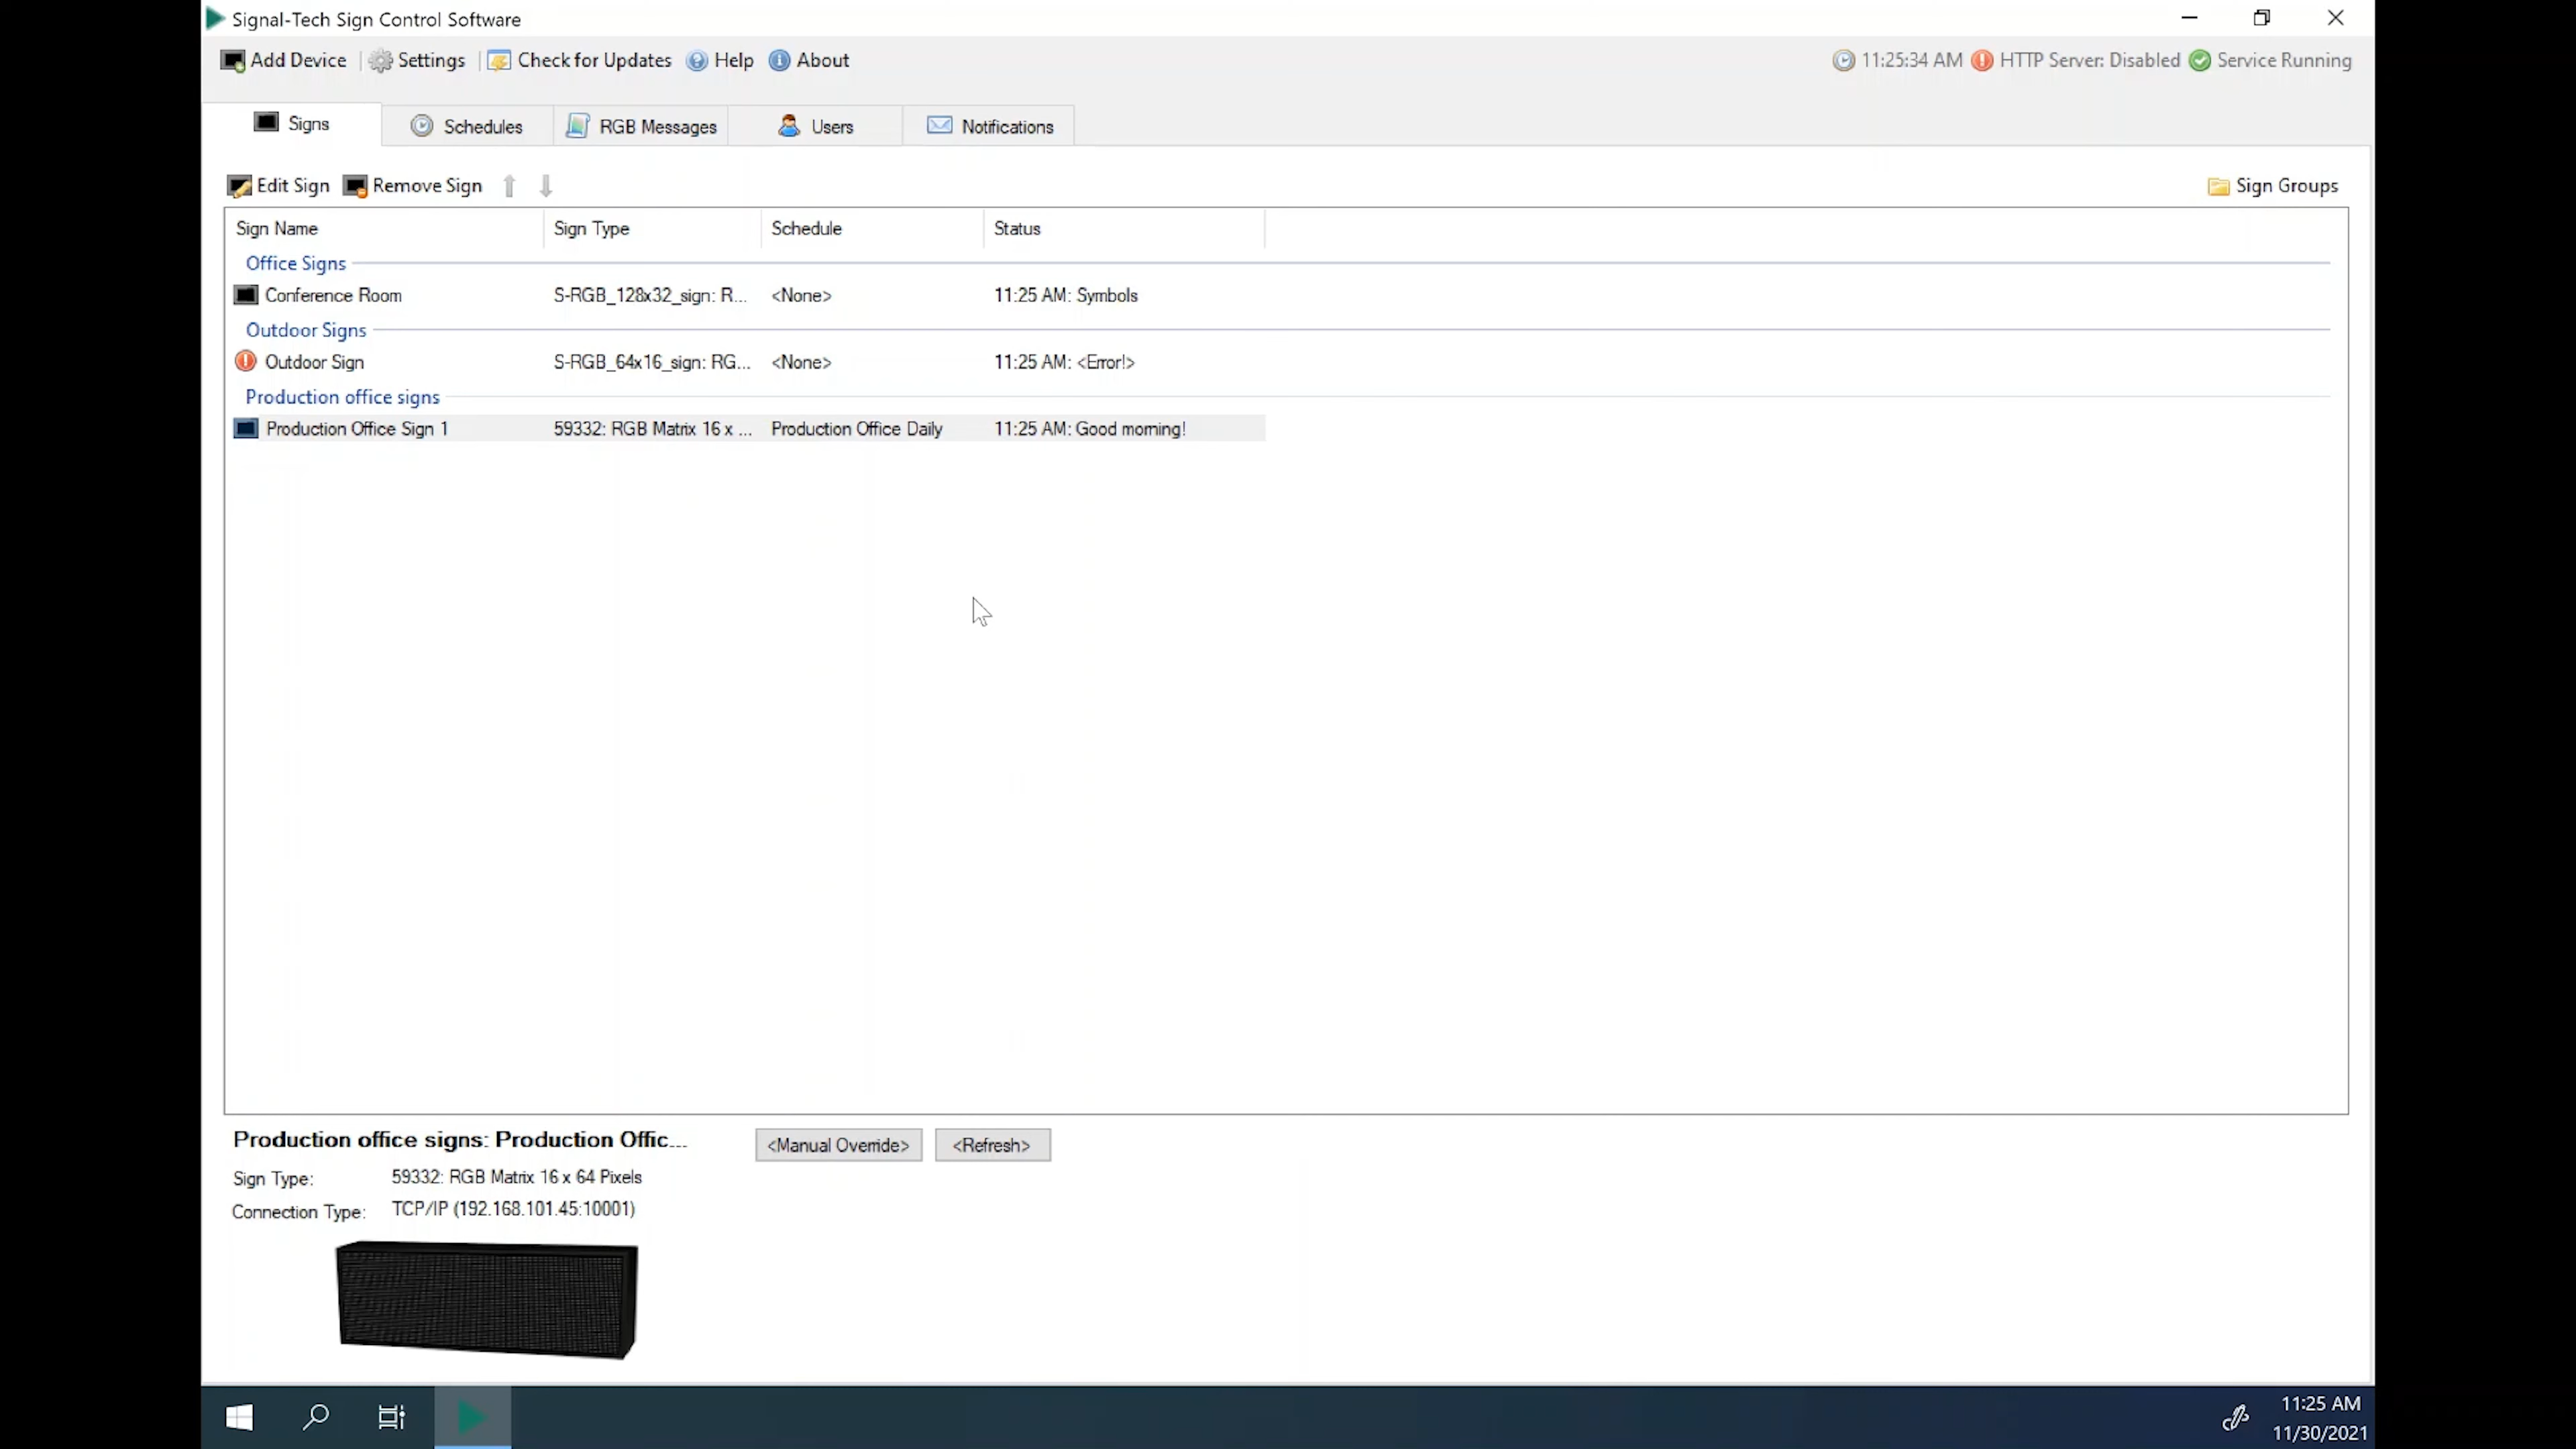 Signal-Tech Sign Control Software
Add Device Settings Check for Updates Help About 11:25:34 AM HTTP Server: Disabled Service Running
Signs Schedules RGB Messages Users Notifications
Edit Sign Remove Sign Sign Groups
Sign Name Sign Type Schedule Status
Office Signs
Conference Room S-RGB_128x32_sign: R... <None> 11:25 AM: Symbols
Outdoor Signs
Outdoor Sign S-RGB_64x16_sign: RG... <None> 11:25 AM: <Error!>
Production office signs
Production Office Sign 1 59332: RGB Matrix 16 x ... Production Office Daily 11:25 AM: Good morning!
Production office signs: Production Offic... <Manual Override> <Refresh>
Sign Type: 59332: RGB Matrix 16 x 64 Pixels
Connection Type: TCP/IP (192.168.101.45:10001)
11:25 AM
11/30/2021